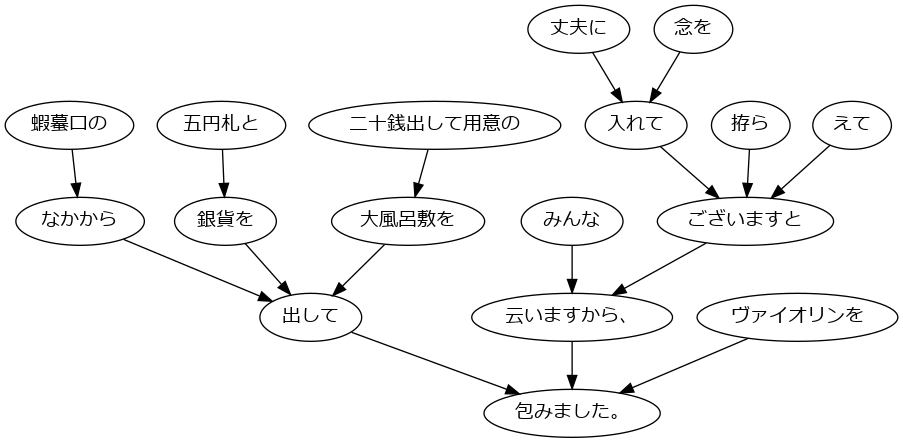 丈夫に
念を
蝦蟇口の
五円札と
二十銭出して用意の
入れて
拵ら
えて
なかから
銀貨を
大風呂敷を
みんな
ございますと
出して
云いますから、
ヴァイオリンを
包みました。